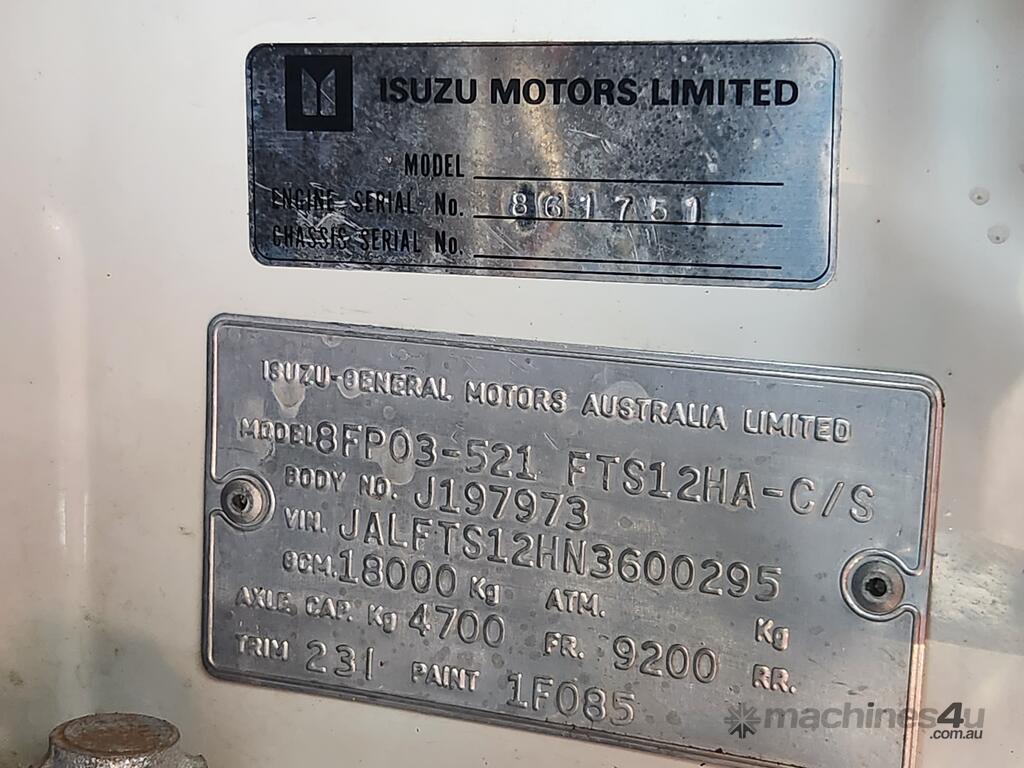 ISUZU MOTORS LIMITED
MODEL
ENGINE SERIAL No. 861751
CHASSIS SERIAL No.
ISUZU-GENERAL MOTORS AUSTRALIA LIMITED
MODEL 8FP03-521 FTS12HA-C/S
BODY NO. J197973
VIN. JALFTS12HN3600295
GCM. 18000 Kg ATM. Kg
AXLE. CAP. Kg 4700 FR. 9200 RR.
TRIM 231 PAINT 1F085
machines4u
.com.au